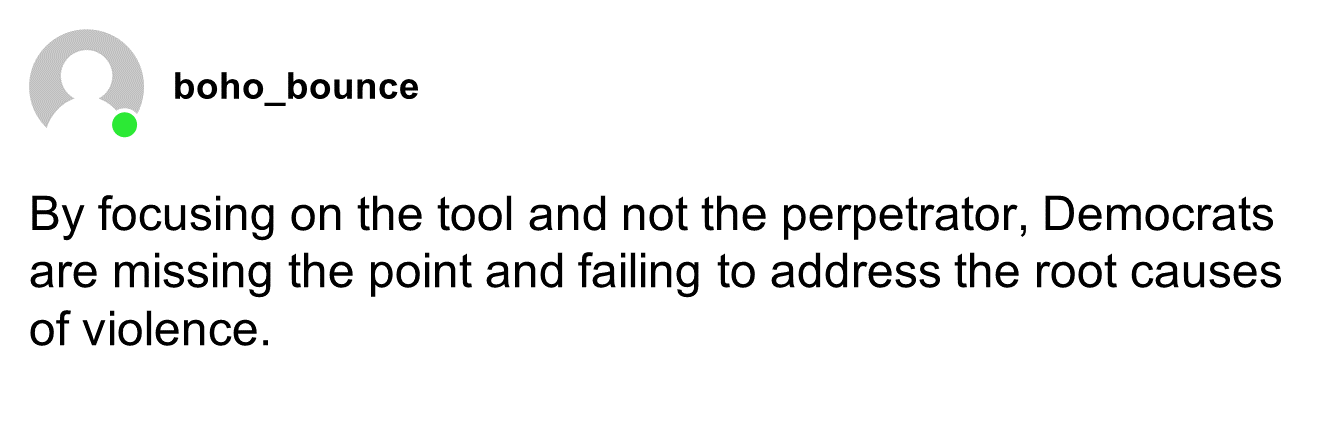 boho_bounce
By focusing on the tool and not the perpetrator, Democrats
are missing the point and failing to address the root causes
of violence.